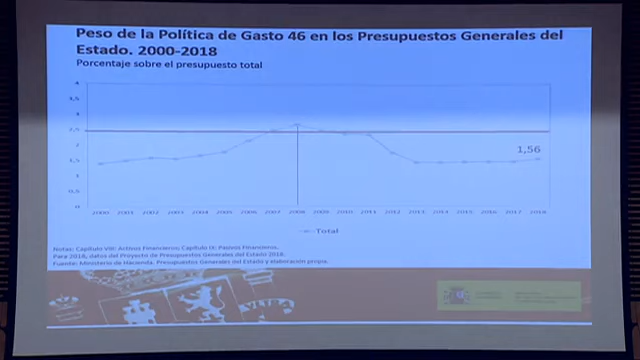 Peso de la Política de Gasto 46 en los Presupuestos Generales del
Estado. 2000-2018
Porcentaje sobre el presupuesto total
4
3,5
3
2,5
2
1,5
1
0,5
0
1,56
2000 2001 2002 2003 2004 2005 2006 2007 2008 2009 2010 2011 2012 2013 2014 2015 2016 2017 2018
Total
Notas: Capítulo VIII: Activos Financieros; Capítulo IX: Pasivos Financieros.
Para 2018, datos del Proyecto de Presupuestos Generales del Estado 2018.
Fuente: Ministerio de Hacienda. Presupuestos Generales del Estado y elaboración propia.
VLTRA